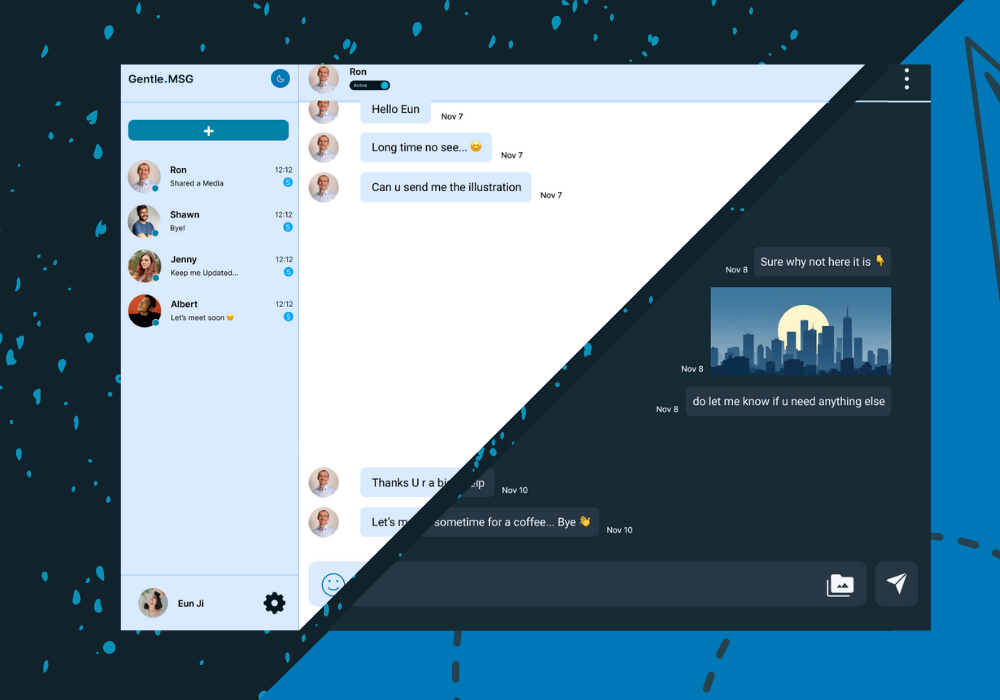 Gentle.MSG
Ron
Shared a Media
12:12
5
Shawn
Bye!
12:12
5
Jenny
Keep me Updated...
12:12
5
Albert
Let's meet soon 😊
12:12
5
Eun Ji
Ron
Active
Hello Eun
Nov 7
Long time no see... 😊
Nov 7
Can u send me the illustration
Nov 7
Sure why not here it is 👇
Nov 8
Nov 8
do let me know if u need anything else
Nov 8
Thanks U r a bi elp
Nov 10
Let's m sometime for a coffee... Bye 👋
Nov 10